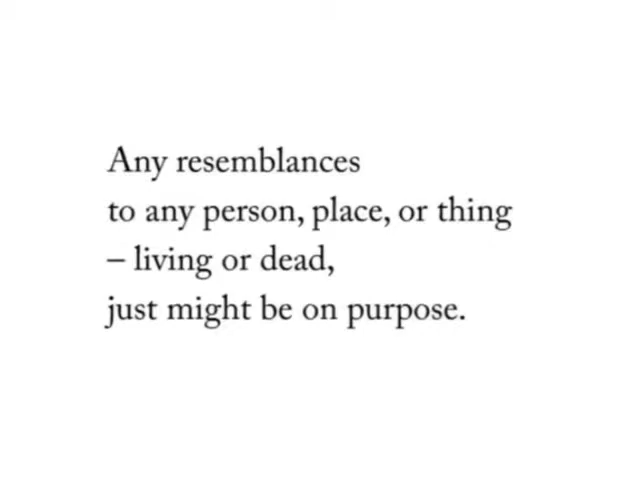 Any resemblances
to any person, place, or thing
– living or dead,
just might be on purpose.